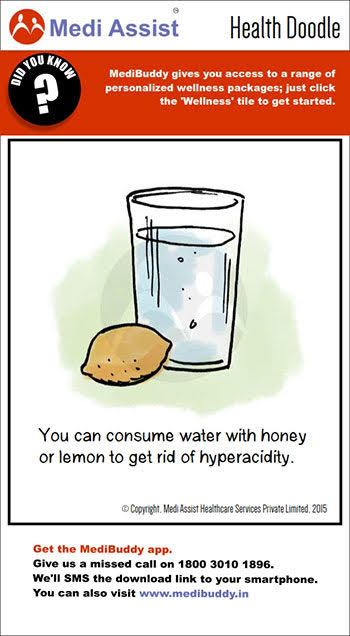 Medi Assist
Health Doodle
DID YOU KNOW
?
MediBuddy gives you access to a range of
personalized wellness packages; just click
the 'Wellness' tile to get started.
You can consume water with honey
or lemon to get rid of hyperacidity.
© Copyright, Medi Assist Healthcare Services Private Limited, 2015
Get the MediBuddy app.
Give us a missed call on 1800 3010 1896.
We'll SMS the download link to your smartphone.
You can also visit www.medibuddy.in